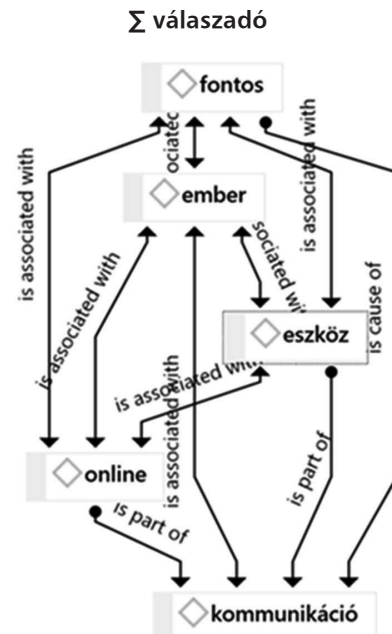 ∑ válaszadó
fontos
is associated with
ember
is associated with
is associated with
is cause of
eszköz
is associated with
is associated with
online
is part of
is part of
kommunikáció